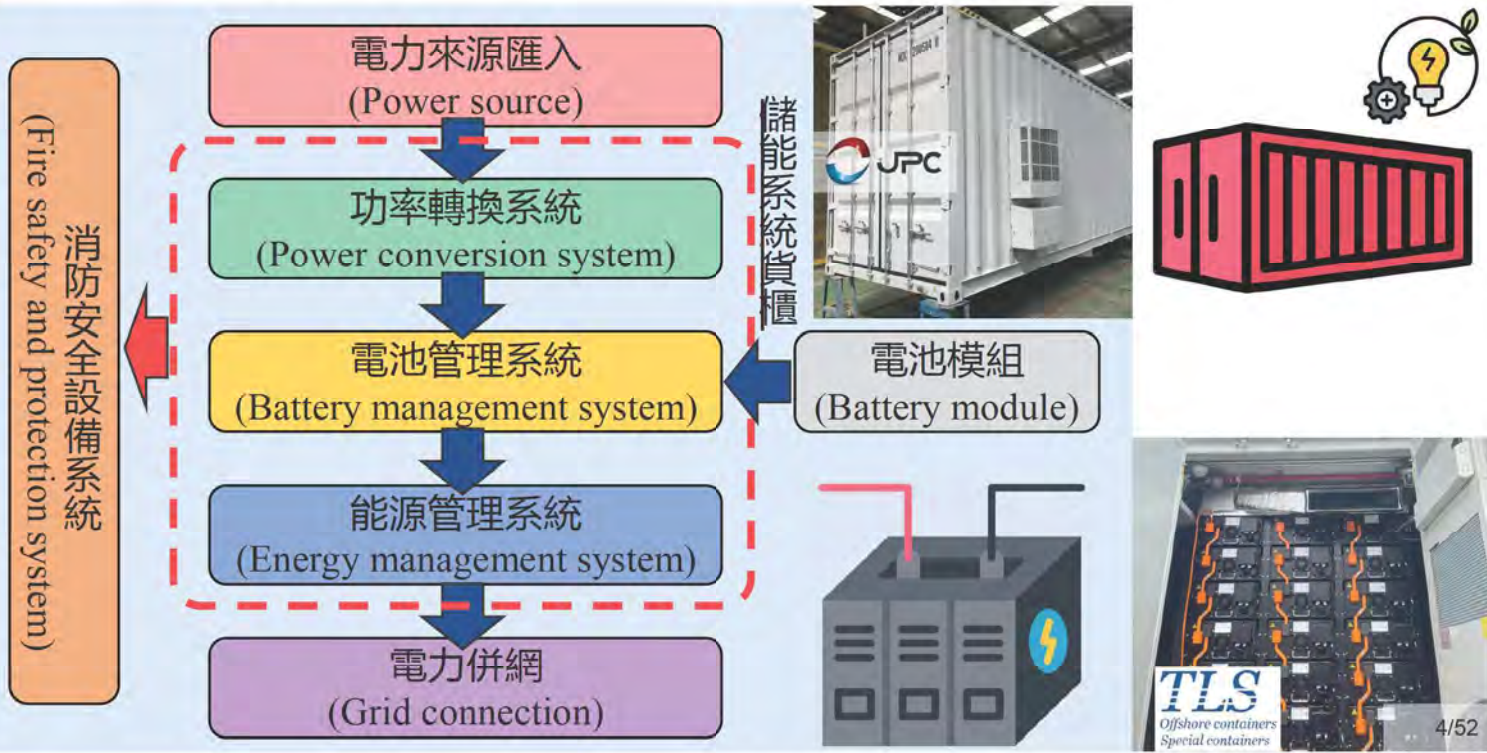 電力來源匯入
(Power source)
功率轉換系統
(Power conversion system)
電池管理系統
(Battery management system)
能源管理系統
(Energy management system)
電力併網
(Grid connection)
消防安全設備系統
(Fire safety and protection system)
儲能系統貨櫃
JPC
電池模組
(Battery module)
TLS
Offshore containers
Special containers
4/52